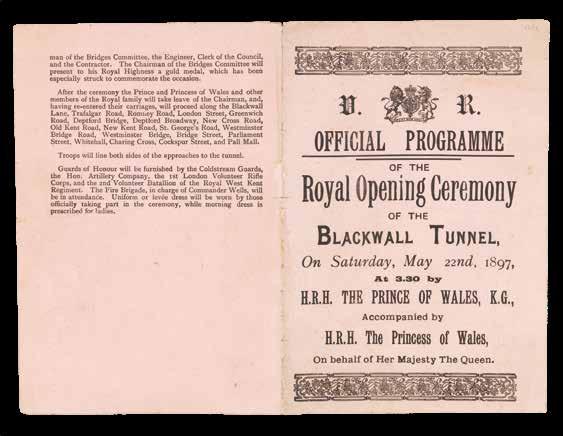 man of the Bridges Committee, the Engineer, Clerk of the Council,
and the Contractor. The Chairman of the Bridges Committee will
present to his Royal Highness a gold medal, which has been
especially struck to commemorate the occasion.
After the ceremony the Prince and Princess of Wales and other
members of the Royal family will take leave of the Chairman, and,
having re-entered their carriages, will proceed along the Blackwall
Lane, Trafalgar Road, Romney Road, London Street, Greenwich
Road, Deptford Bridge, Deptford Broadway, New Cross Road,
Old Kent Road, New Kent Road, St. George's Road, Westminster
Bridge Road, Westminster Bridge, Bridge Street, Parliament
Street, Whitehall, Charing Cross, Cockspur Street, and Pall Mall.
Troops will line both sides of the approaches to the tunnel.
Guards of Honour will be furnished by the Coldstream Guards,
the Hon. Artillery Company, the 1st London Volunteer Rifle
Corps, and the 2nd Volunteer Batallion of the Royal West Kent
Regiment. The Fire Brigade, in charge of Commander Wells, will
be in attendance. Uniform or levée dress will be worn by those
officially taking part in the ceremony, while morning dress is
prescribed for ladies.
V. R.
OFFICIAL PROGRAMME
OF THE
Royal Opening Ceremony
OF THE
BLACKWALL TUNNEL,
On Saturday, May 22nd, 1897,
At 3.30 by
H.R.H. THE PRINCE OF WALES, K.G.,
Accompanied by
H.R.H. The Princess of Wales,
On behalf of Her Majesty The Queen.